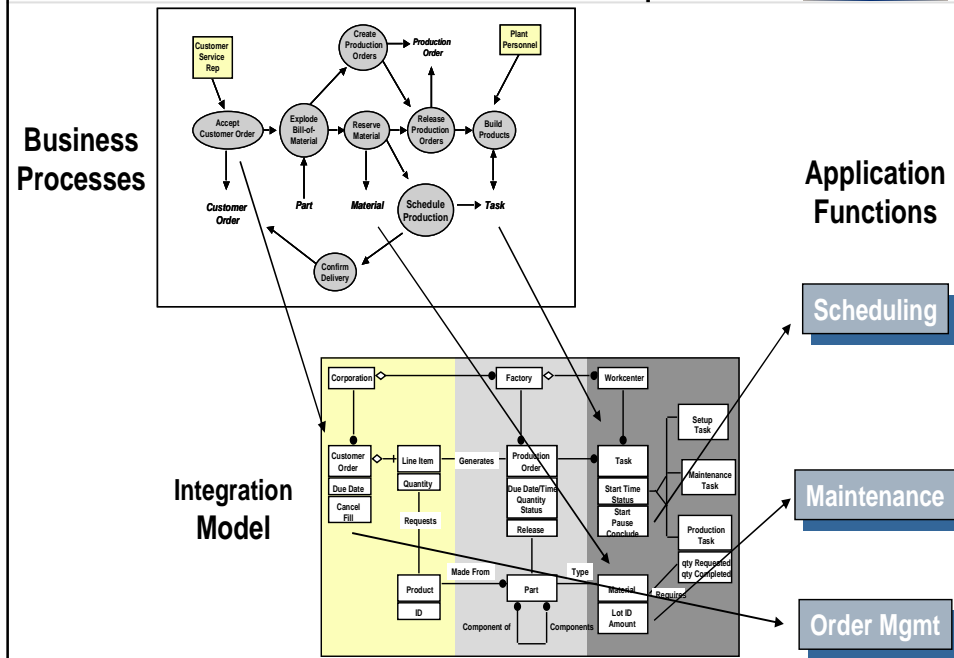 Business
Processes
Customer
Service
Rep
Create
Production
Orders
Production
Order
Plant
Personnel
Accept
Customer Order
Explode
Bill-of-
Material
Reserve
Material
Release
Production
Orders
Build
Products
Customer
Order
Part
Material
Schedule
Production
Task
Confirm
Delivery
Application
Functions
Scheduling
Maintenance
Order Mgmt
Integration
Model
Corporation
Factory
Workcenter
Customer
Order
Due Date
Cancel
Fill
Line Item
Quantity
Generates
Production
Order
Due Date/Time
Quantity
Status
Release
Task
Start Time
Status
Start
Pause
Conclude
Setup
Task
Maintenance
Task
Production
Task
qty Requested
qty Completed
Requests
Made From
Type
Requires
Product
ID
Part
Material
Lot ID
Amount
Component of
Components